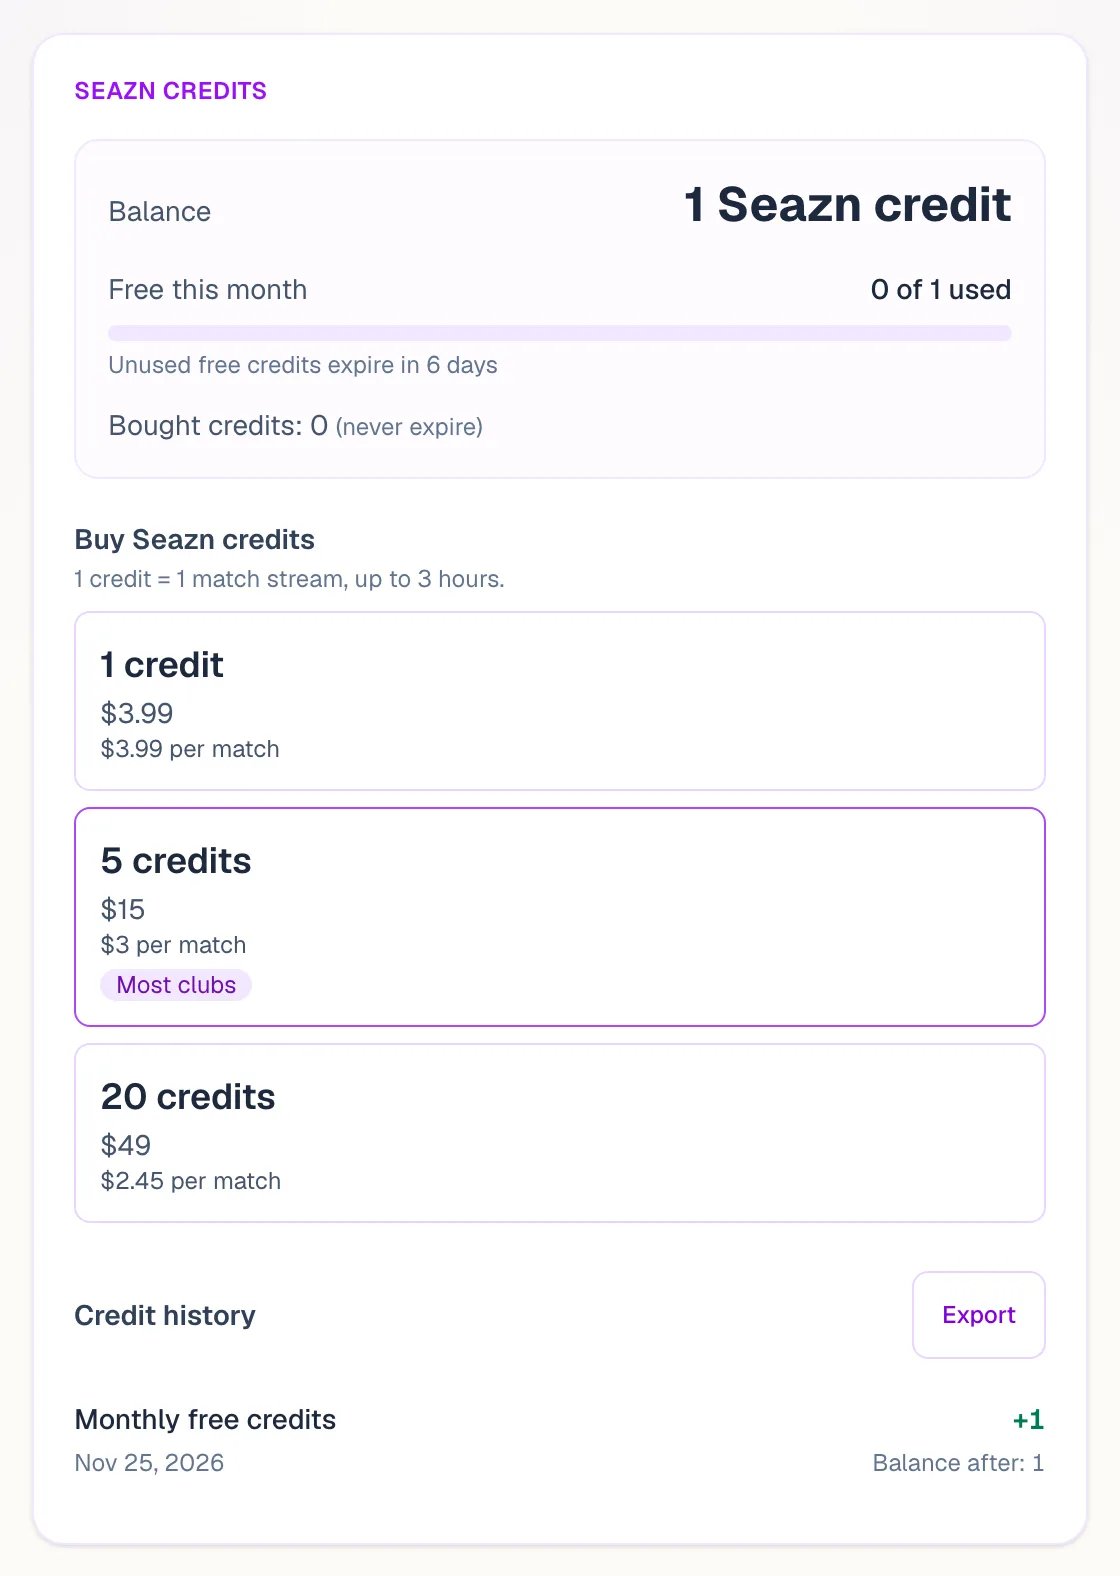 SEAZN CREDITS
Balance
1 Seazn credit
Free this month
0 of 1 used
Unused free credits expire in 6 days
Bought credits: 0 (never expire)
Buy Seazn credits
1 credit = 1 match stream, up to 3 hours.
1 credit
$3.99
$3.99 per match
5 credits
$15
$3 per match
Most clubs
20 credits
$49
$2.45 per match
Credit history
Export
Monthly free credits
+1
Nov 25, 2026
Balance after: 1